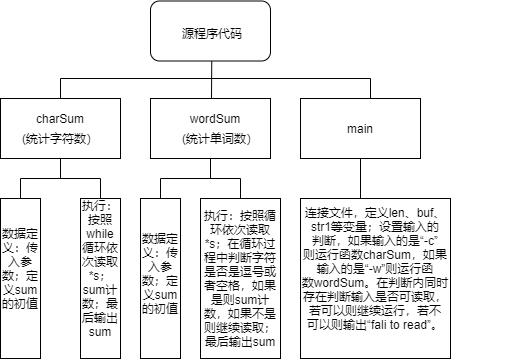 源程序代码
charSum
(统计字符数)
wordSum
(统计单词数)
main
数据定
义：传
入参
数；定
义sum
的初值
执行：
按照
while
循环依
次读取
*s；
sum计
数；最
后输出
sum
数据定
义：传
入参
数；定
义sum
的初值
执行：按照循
环依次读取
*s；在循环过
程中判断字符
是否是逗号或
者空格，如果
是则sum计
数，如果不是
则继续读取；
最后输出sum
连接文件，定义len、buf、
str1等变量；设置输入的
判断，如果输入的是“-c”
则运行函数charSum，如果
输入的是“-w”则运行函
数wordSum。在判断内同时
存在判断输入是否可读取，
若可以则继续运行，若不
可以则输出“fali to read”。